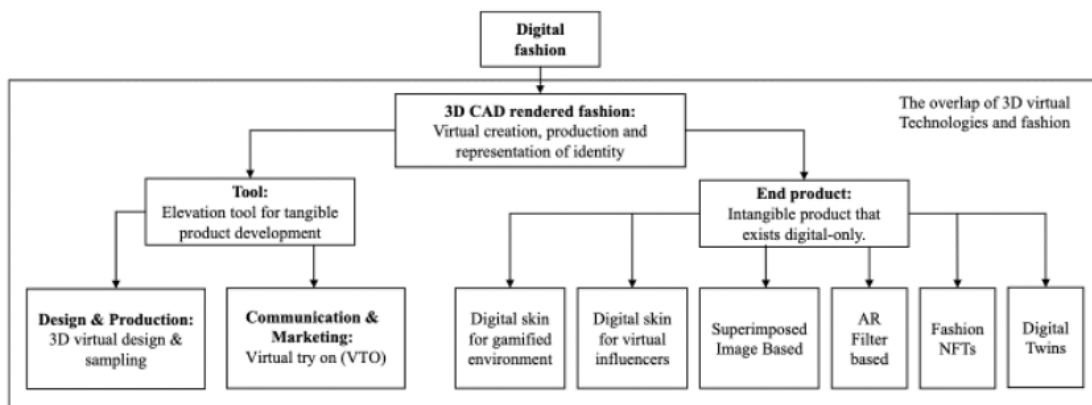 Digital
fashion
The overlap of 3D virtual
Technologies and fashion
3D CAD rendered fashion:
Virtual creation, production and
representation of identity
Tool:
Elevation tool for tangible
product development
End product:
Intangible product that
exists digital-only.
Design & Production:
3D virtual design &
sampling
Communication &
Marketing:
Virtual try on (VTO)
Digital skin
for gamified
environment
Digital skin
for virtual
influencers
Superimposed
Image Based
AR
Filter
based
Fashion
NFTs
Digital
Twins